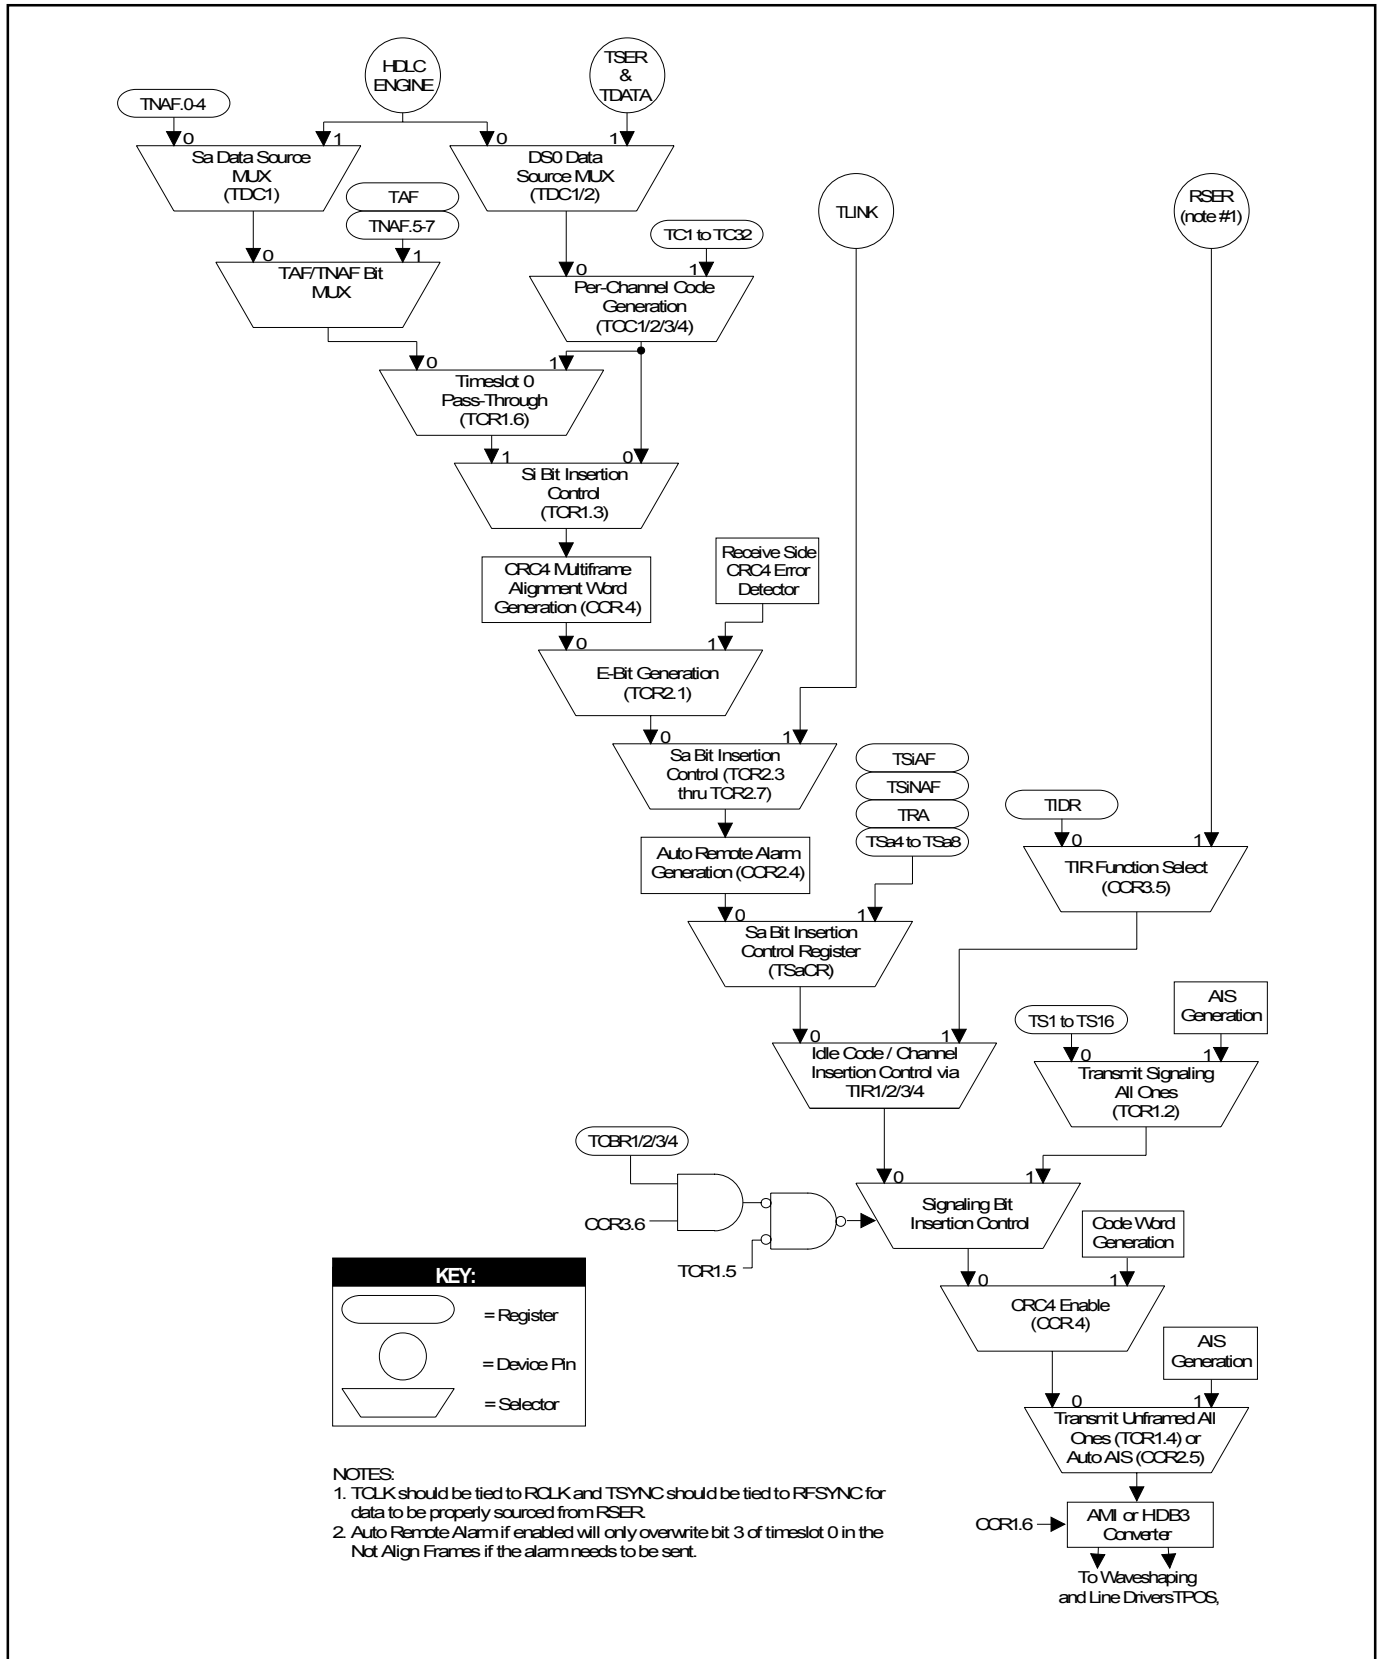 HDLC
ENGINE
TSER
&
TDATA
TNAF.0-4
0
1
0
1
Sa Data Source
MUX
(TDC1)
DS0 Data
Source MUX
(TDC1/2)
TAF
TNAF.5-7
TLINK
RSER
(note #1)
TC1 to TC32
0
1
TAF/TNAF Bit
MUX
0
1
Per-Channel Code
Generation
(TCC1/2/3/4)
0
1
Timeslot 0
Pass-Through
(TCR1.6)
1
0
Si Bit Insertion
Control
(TCR1.3)
CRC4 Multiframe
Alignment Word
Generation (CCR.4)
Receive Side
CRC4 Error
Detector
0
1
E-Bit Generation
(TCR2.1)
0
1
Sa Bit Insertion
Control (TCR2.3
thru TCR2.7)
TSiAF
TSiNAF
TRA
TSa4 to TSa8
TIDR
0
1
TIR Function Select
(CCR3.5)
Auto Remote Alarm
Generation (CCR2.4)
0
1
Sa Bit Insertion
Control Register
(TSaCR)
AIS
Generation
TS1 to TS16
0
1
Idle Code / Channel
Insertion Control via
TIR1/2/3/4
0
1
Transmit Signaling
All Ones
(TCR1.2)
TCBR1/2/3/4
CCR3.6
TCR1.5
0
1
Signaling Bit
Insertion Control
Code Word
Generation
0
1
CRC4 Enable
(CCR.4)
AIS
Generation
0
1
Transmit Unframed All
Ones (TCR1.4) or
Auto AIS (CCR2.5)
CCR1.6
AMI or HDB3
Converter
To Waveshaping
and Line DriversTPOS,
KEY:
= Register
= Device Pin
= Selector
NOTES:
1. TCLK should be tied to RCLK and TSYNC should be tied to RFSYNC for
data to be properly sourced from RSER.
2. Auto Remote Alarm if enabled will only overwrite bit 3 of timeslot 0 in the
Not Align Frames if the alarm needs to be sent.